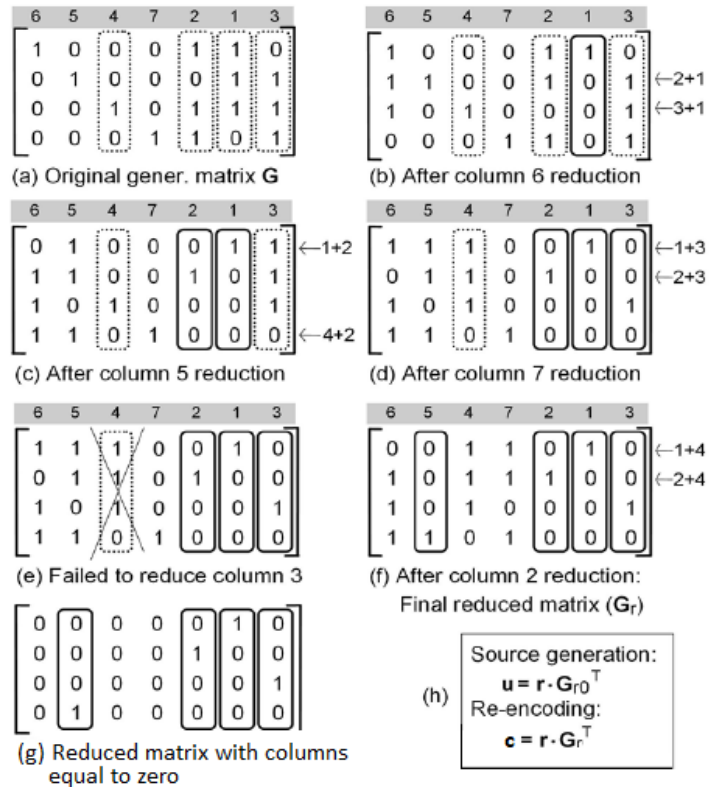 6 5 4 7 2 1 3
1 0 0 0 1 1 0
0 1 0 0 0 1 1
0 0 1 0 1 1 1
0 0 0 1 1 0 1
(a) Original gener. matrix G
6 5 4 7 2 1 3
1 0 0 0 1 1 0
1 1 0 0 1 0 1 ←2+1
1 0 1 0 0 0 1 ←3+1
0 0 0 1 1 0 1
(b) After column 6 reduction
6 5 4 7 2 1 3
0 1 0 0 0 1 1 ←1+2
1 1 0 0 1 0 1
1 0 1 0 0 0 1
1 1 0 1 0 0 0 ←4+2
(c) After column 5 reduction
6 5 4 7 2 1 3
1 1 1 0 0 1 0 ←1+3
0 1 1 0 1 0 0 ←2+3
1 0 1 0 0 0 1
1 1 0 1 0 0 0
(d) After column 7 reduction
6 5 4 7 2 1 3
1 1 1 0 0 1 0
0 1 1 0 1 0 0
1 0 1 0 0 0 1
1 1 0 1 0 0 0
(e) Failed to reduce column 3
6 5 4 7 2 1 3
0 0 1 1 0 1 0 ←1+4
1 0 1 1 1 0 0 ←2+4
1 0 1 0 0 0 1
1 1 0 1 0 0 0
(f) After column 2 reduction:
Final reduced matrix (Gr)
0 0 0 0 0 1 0
0 0 0 0 1 0 0
0 0 0 0 0 0 1
0 1 0 0 0 0 0
(g) Reduced matrix with columns
equal to zero
(h)
Source generation:
u = r · Gr0^T
Re-encoding:
c = r · Gr^T